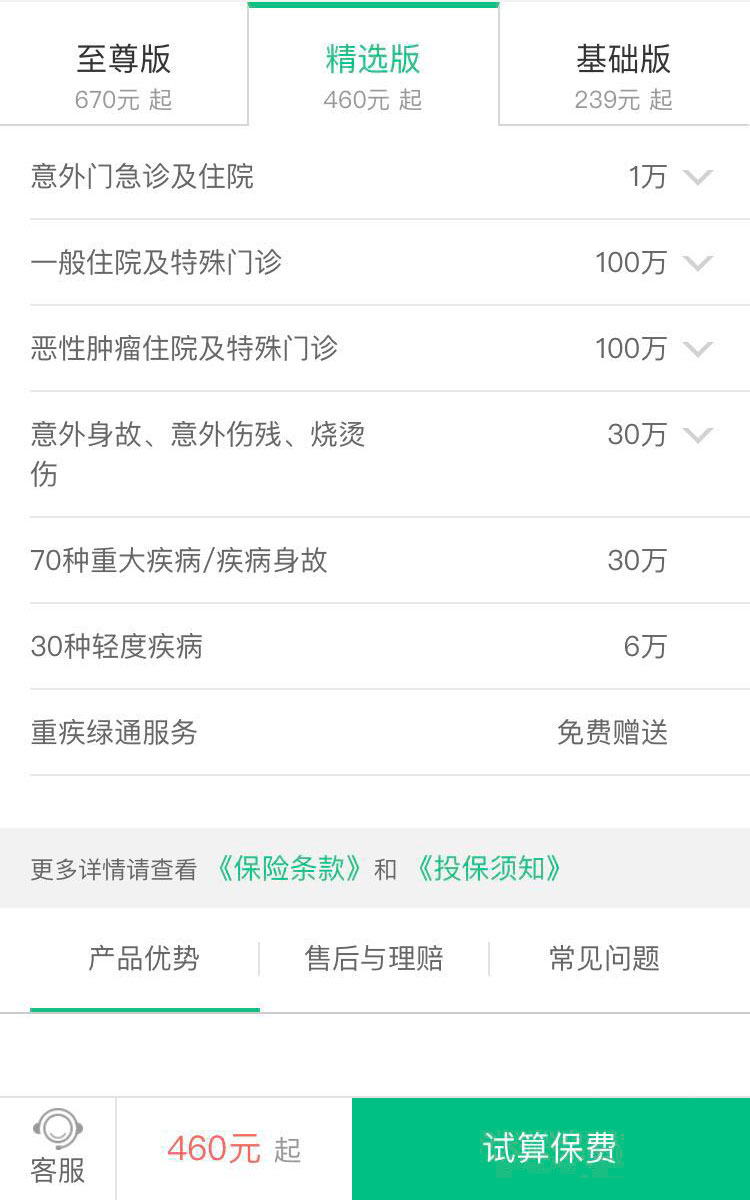 至尊版 精选版 基础版
670元 起 460元 起 239元 起
意外门急诊及住院 1万
一般住院及特殊门诊 100万
恶性肿瘤住院及特殊门诊 100万
意外身故、意外伤残、烧烫 30万
伤
70种重大疾病/疾病身故 30万
30种轻度疾病 6万
重疾绿通服务 免费赠送
更多详情请查看 《保险条款》 和 《投保须知》
产品优势 售后与理赔 常见问题
460元 起 试算保费
客服